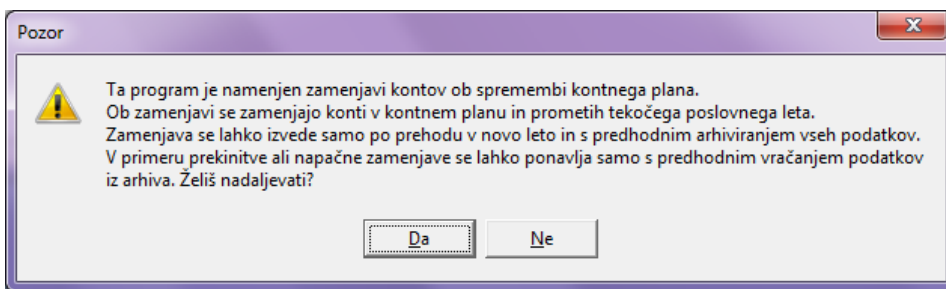 Pozor
Ta program je namenjen zamenjavi kontov ob spremembi kontnega plana.
Ob zamenjavi se zamenjajo konti v kontnem planu in prometih tekočega poslovnega leta.
Zamenjava se lahko izvede samo po prehodu v novo leto in s predhodnim arhiviranjem vseh podatkov.
V primeru prekinitve ali napačne zamenjave se lahko ponavlja samo s predhodnim vračanjem podatkov
iz arhiva. Želiš nadaljevati?
Da Ne